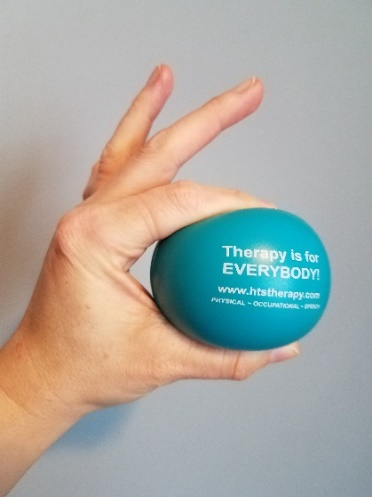 Therapy is for
EVERYBODY!
www.htstherapy.com
PHYSICAL ~ OCCUPATIONAL ~ SPEECH